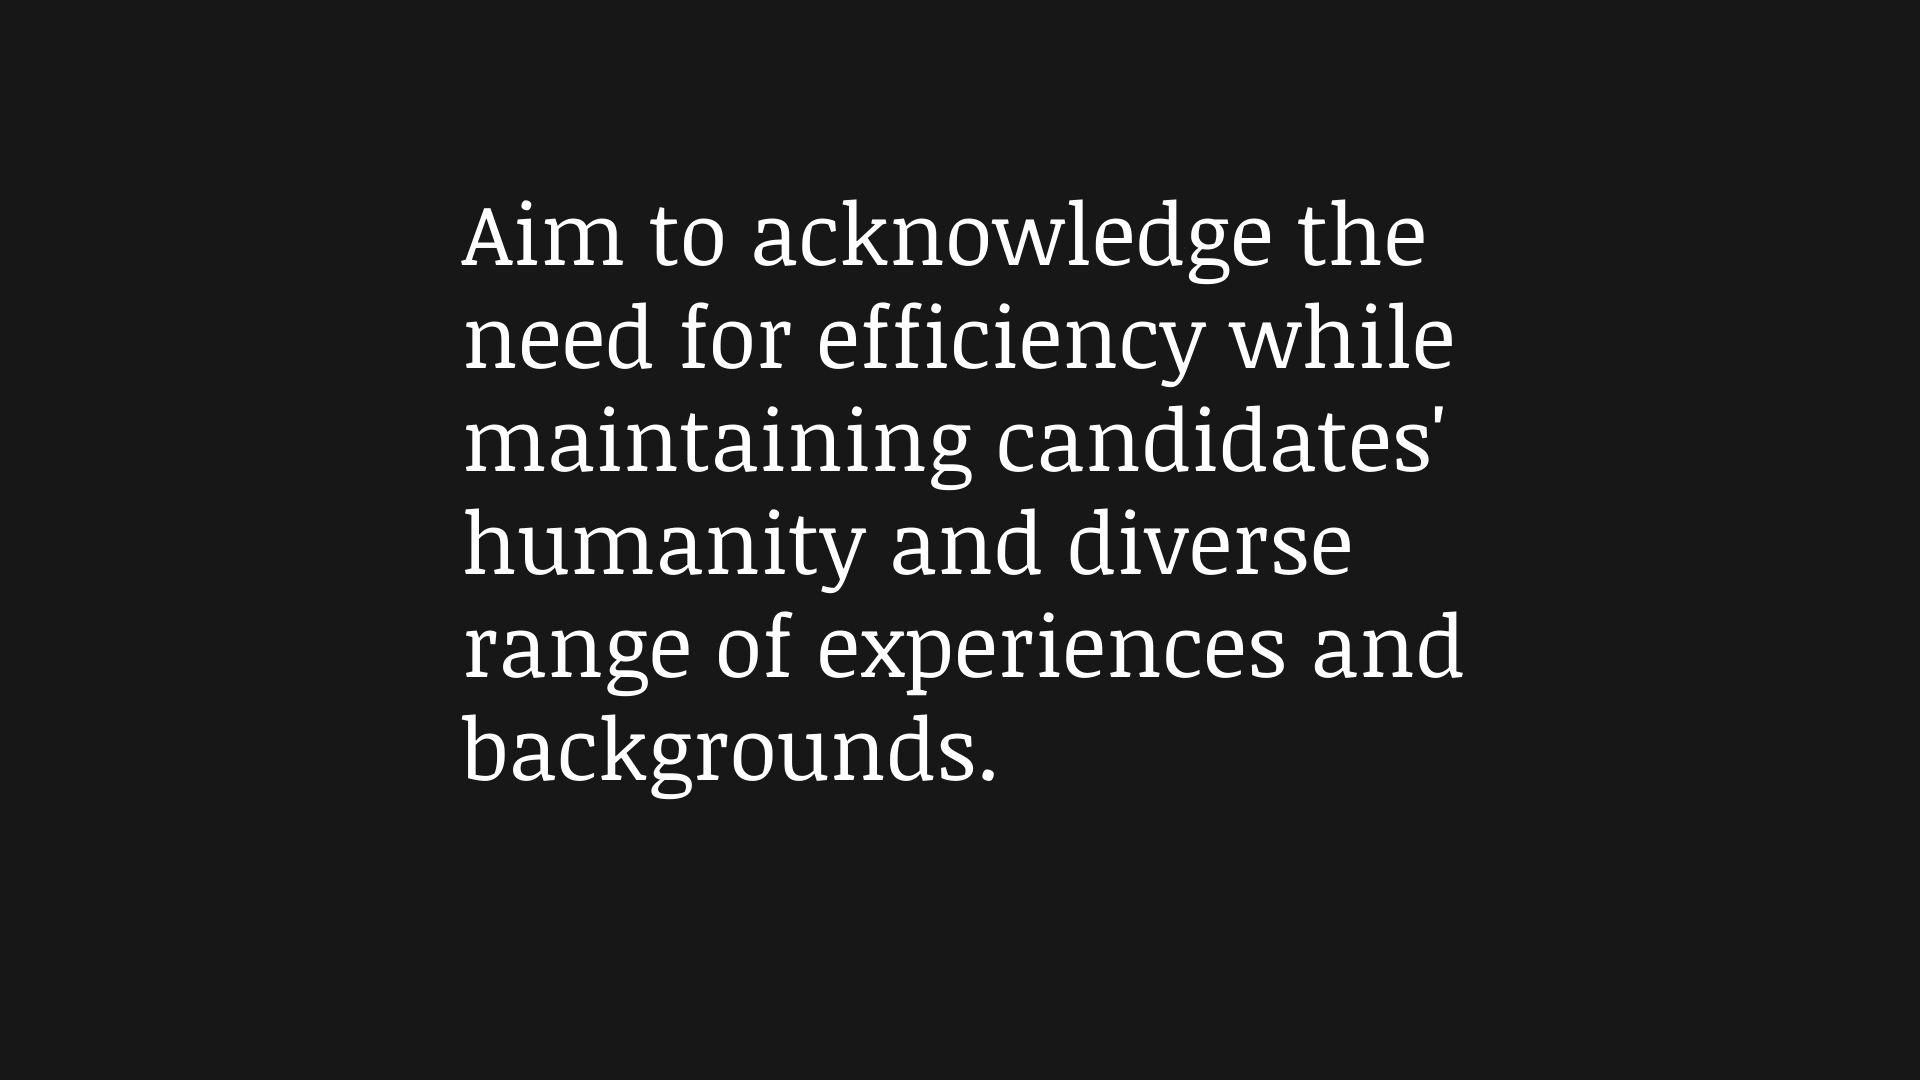 Aim to acknowledge the
need for efficiency while
maintaining candidates'
humanity and diverse
range of experiences and
backgrounds.